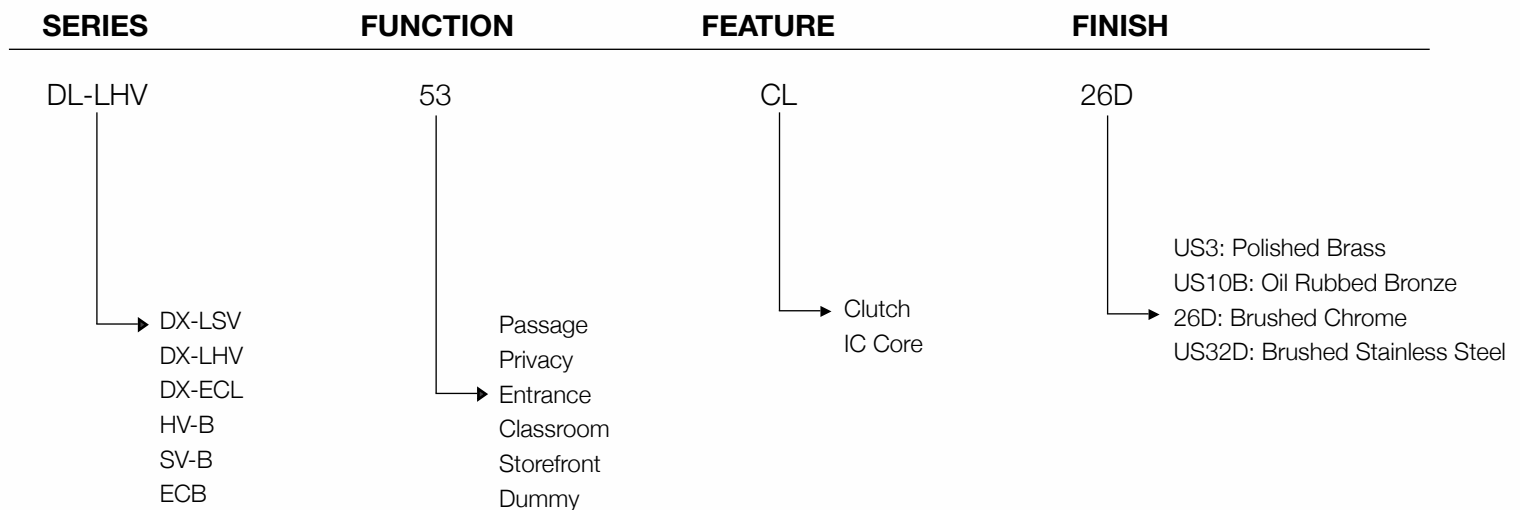 SERIES FUNCTION FEATURE FINISH
DL-LHV 53 CL 26D
DX-LSV
DX-LHV
DX-ECL
HV-B
SV-B
ECB
Passage
Privacy
Entrance
Classroom
Storefront
Dummy
Clutch
IC Core
US3: Polished Brass
US10B: Oil Rubbed Bronze
26D: Brushed Chrome
US32D: Brushed Stainless Steel